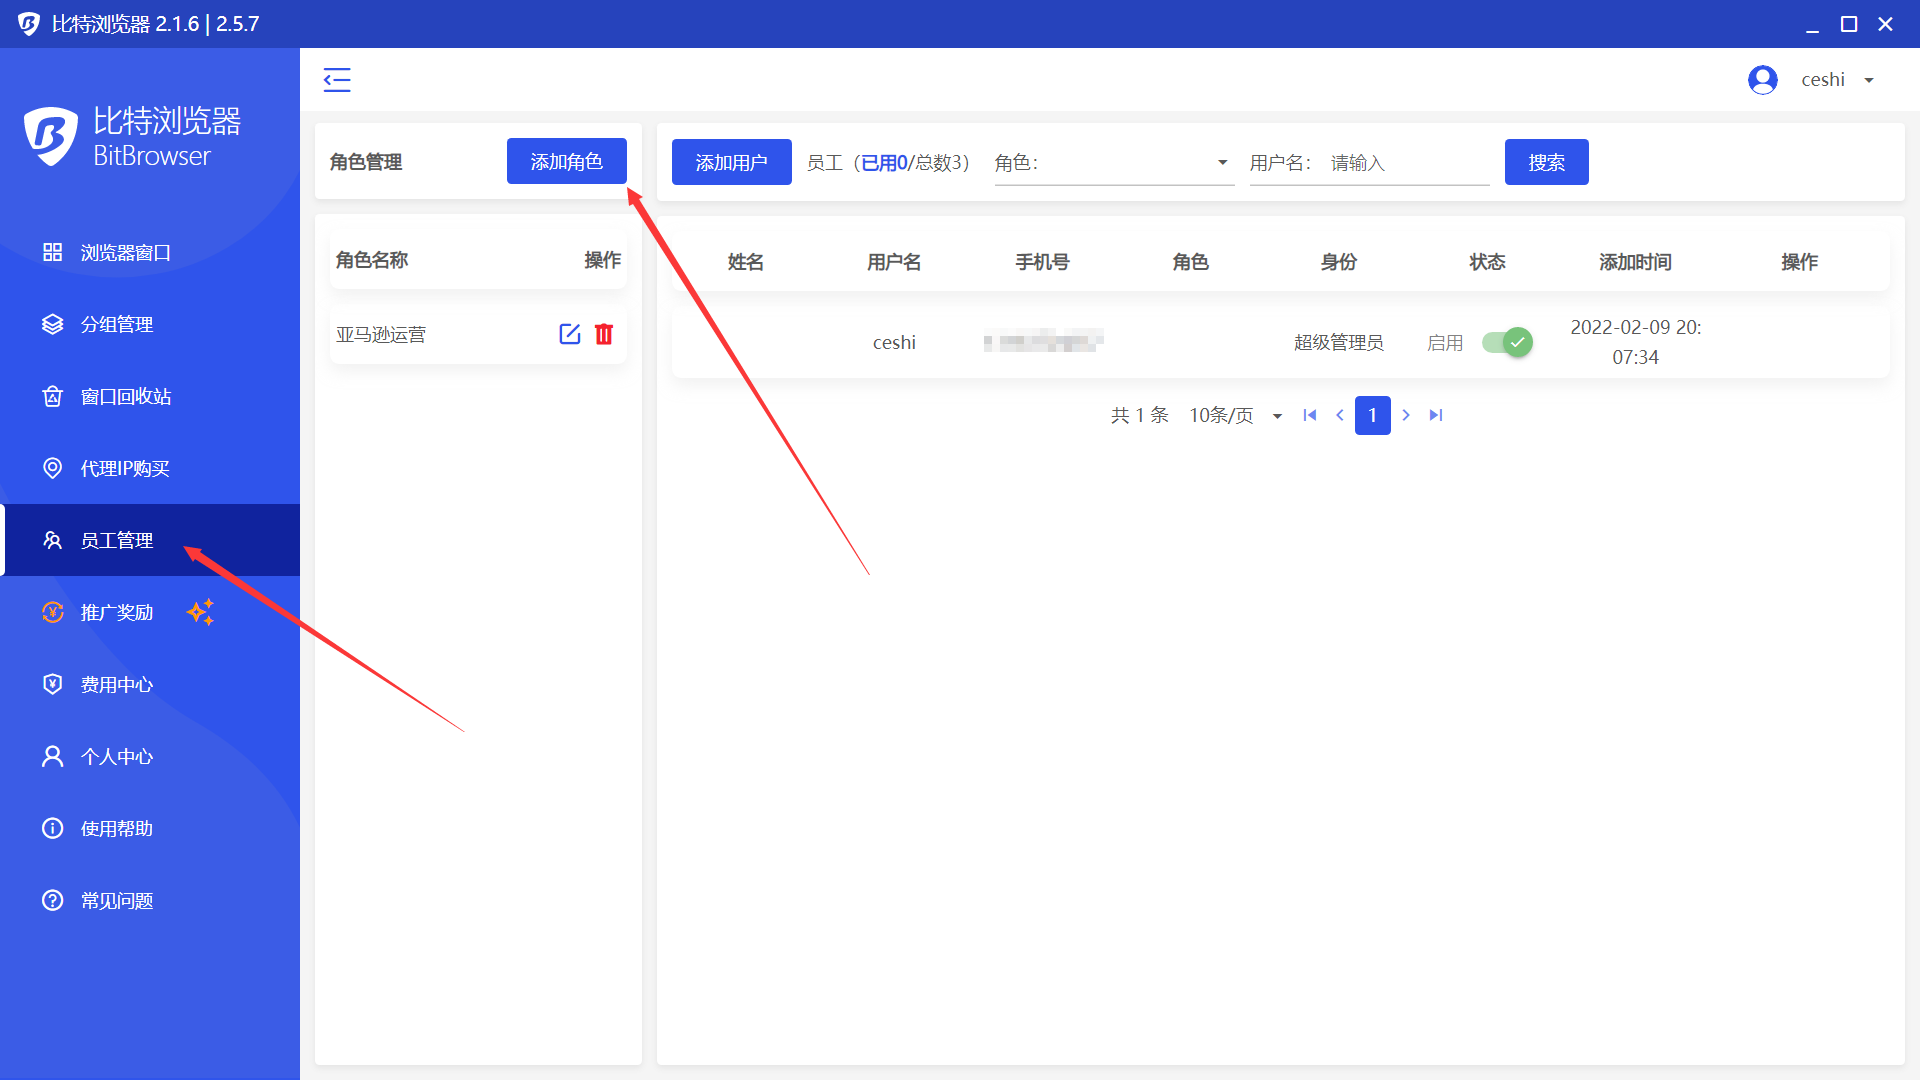 比特浏览器 2.1.6 | 2.5.7
比特浏览器
BitBrowser
浏览器窗口
分组管理
窗口回收站
代理IP购买
员工管理
推广奖励
费用中心
个人中心
使用帮助
常见问题
ceshi
角色管理
添加角色
角色名称 操作
亚马逊运营
添加用户 员工（已用0/总数3） 角色： 用户名： 请输入 搜索
姓名 用户名 手机号 角色 身份 状态 添加时间 操作
ceshi 超级管理员 启用 2022-02-09 20:
07:34
共 1 条 10条/页 1